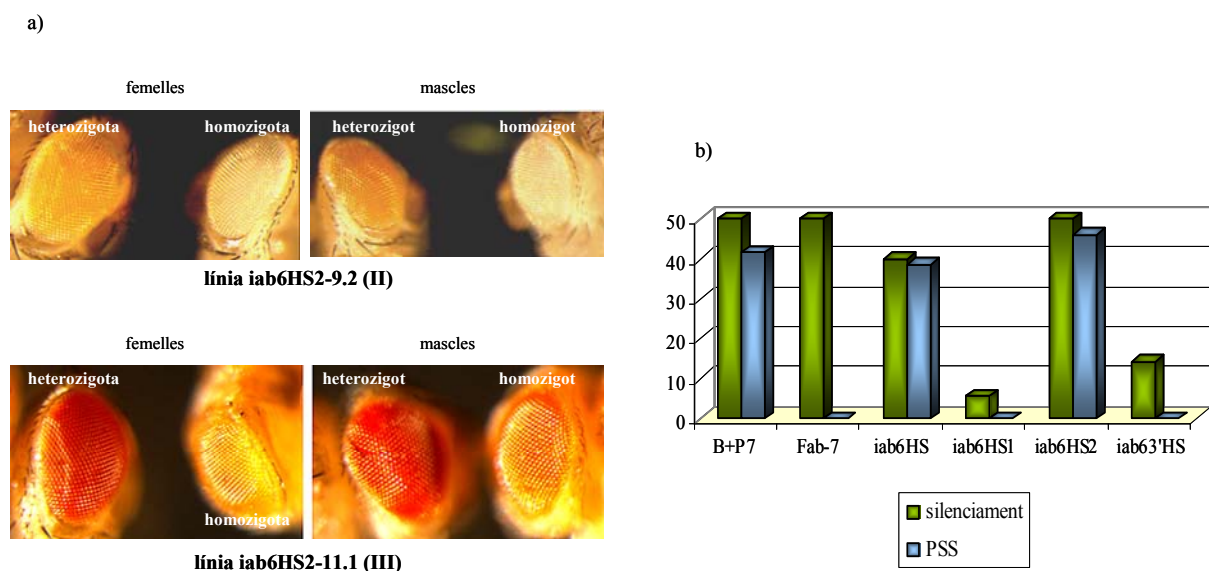 a)
femelles
mascles
heterozigota
homozigota
heterozigot
homozigot
línia iab6HS2-9.2 (II)
femelles
mascles
heterozigota
homozigota
heterozigot
homozigot
línia iab6HS2-11.1 (III)
b)
50
40
30
20
10
0
B+P7 Fab-7 iab6HS iab6HS1 iab6HS2 iab63'HS
silenciament
PSS